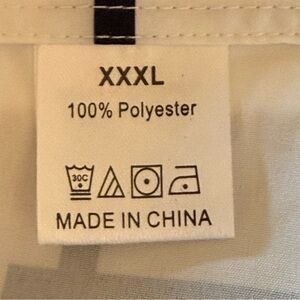 XXXL
100% Polyester
30C
MADE IN CHINA